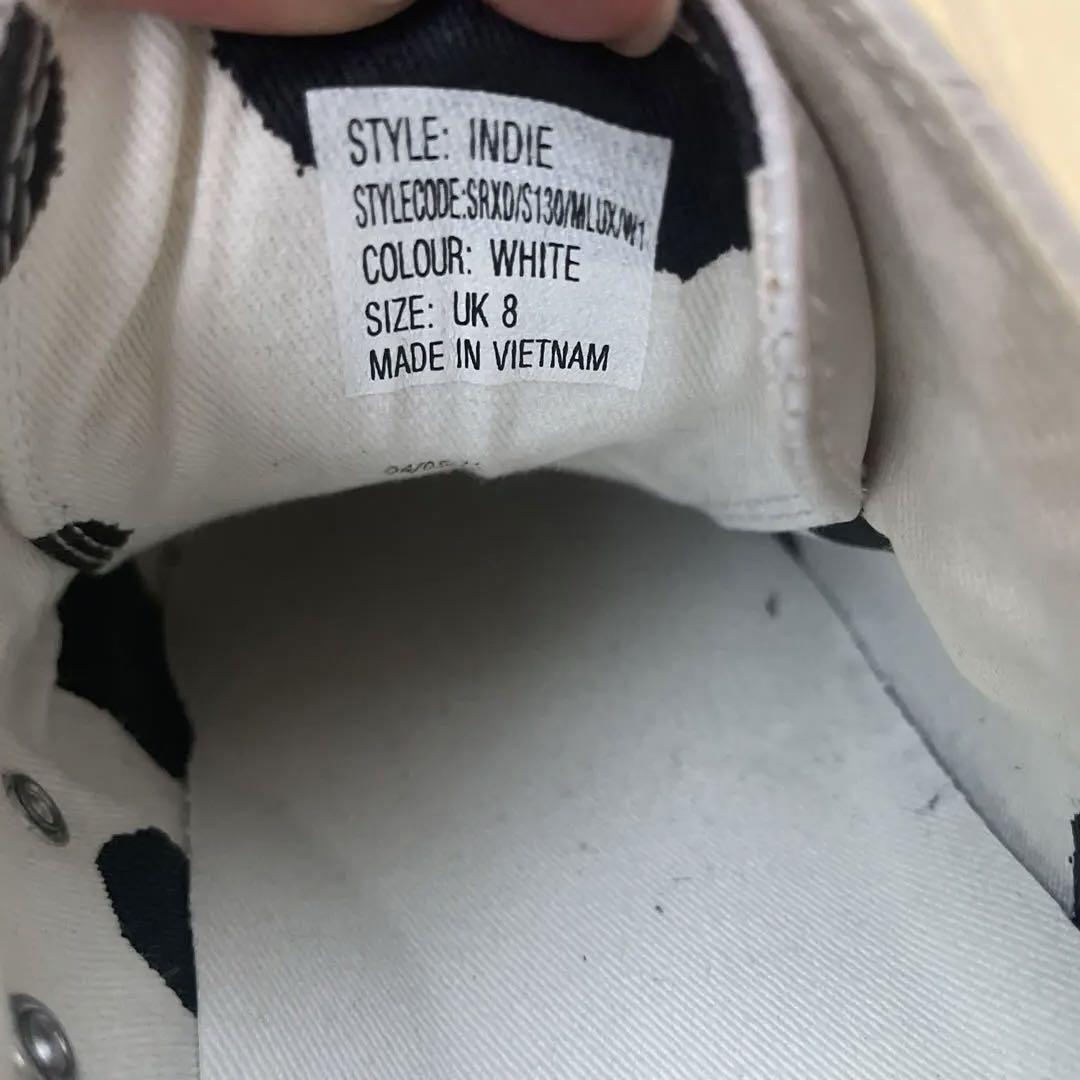 STYLE: INDIE
STYLECODE:SRXD/S130/MLUX/W1
COLOUR: WHITE
SIZE: UK 8
MADE IN VIETNAM